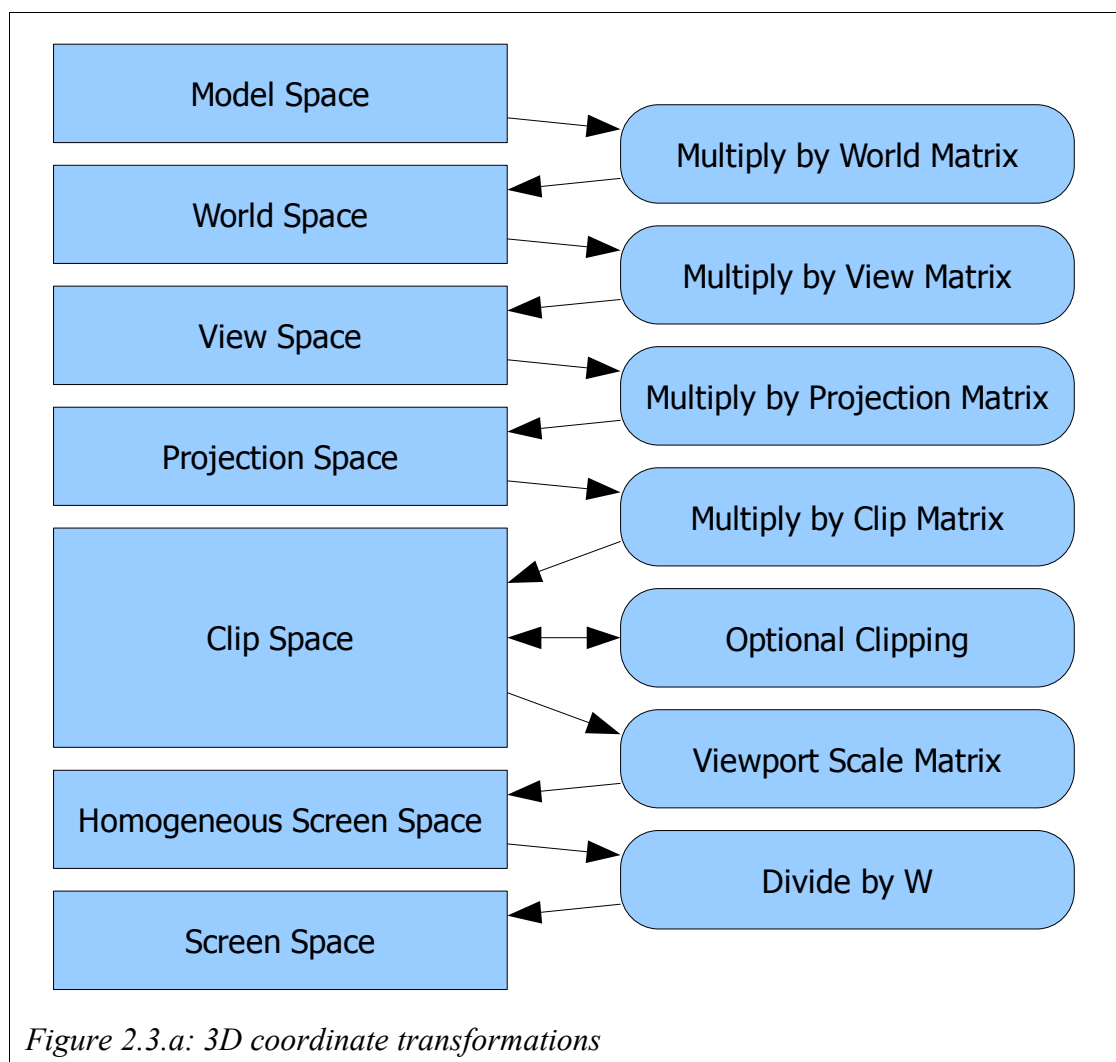 Model Space
Multiply by World Matrix
World Space
Multiply by View Matrix
View Space
Multiply by Projection Matrix
Projection Space
Multiply by Clip Matrix
Clip Space
Optional Clipping
Viewport Scale Matrix
Homogeneous Screen Space
Divide by W
Screen Space
Figure 2.3.a: 3D coordinate transformations